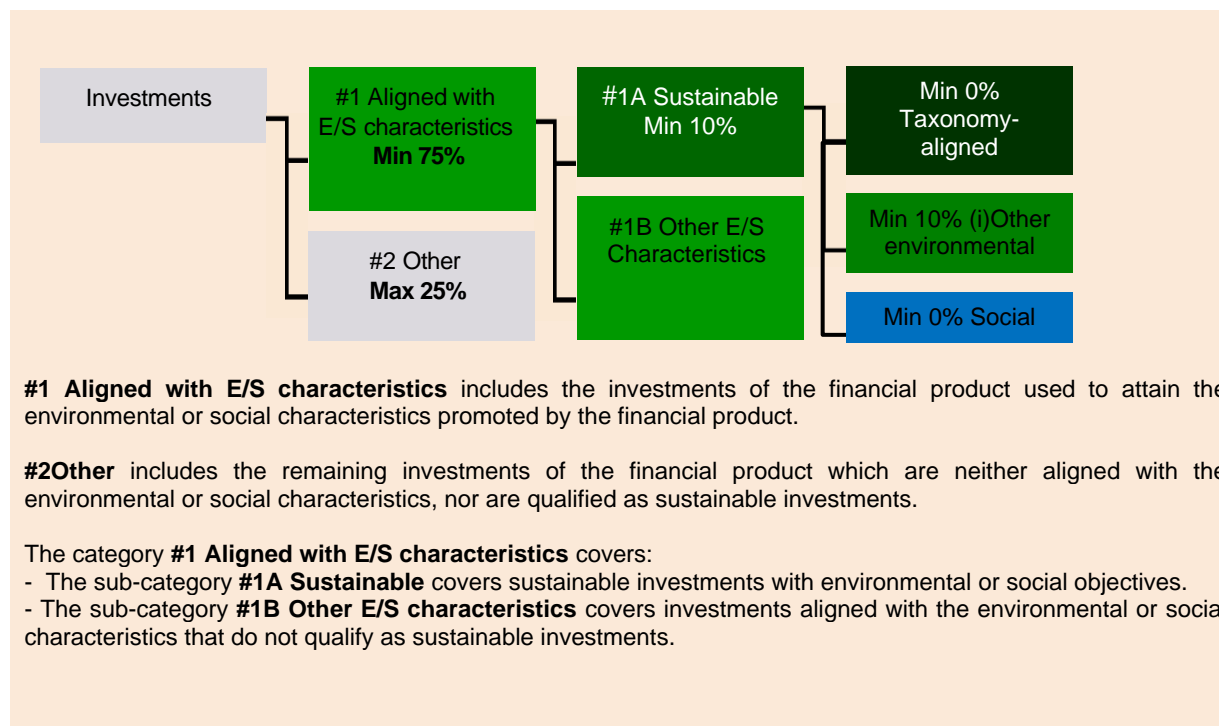 Investments
#1 Aligned with
E/S characteristics
Min 75%
#2 Other
Max 25%
#1A Sustainable
Min 10%
#1B Other E/S
Characteristics
Min 0%
Taxonomy-
aligned
Min 10% (i)Other
environmental
Min 0% Social
#1 Aligned with E/S characteristics includes the investments of the financial product used to attain the
environmental or social characteristics promoted by the financial product.
#2Other includes the remaining investments of the financial product which are neither aligned with the
environmental or social characteristics, nor are qualified as sustainable investments.
The category #1 Aligned with E/S characteristics covers:
- The sub-category #1A Sustainable covers sustainable investments with environmental or social objectives.
- The sub-category #1B Other E/S characteristics covers investments aligned with the environmental or social
characteristics that do not qualify as sustainable investments.